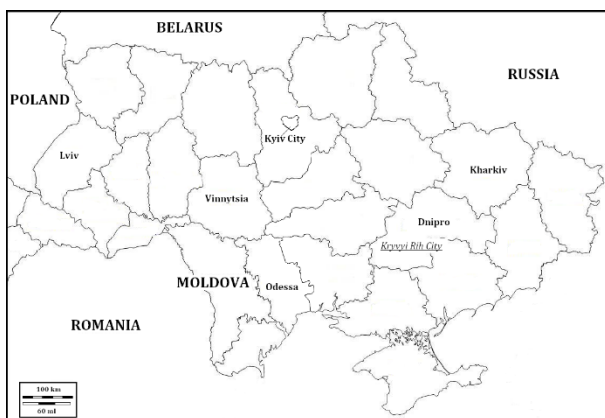 BELARUS
RUSSIA
POLAND
Kyiv City
Lviv
Kharkiv
Vinnytsia
Dnipro
Kryvyi Rih City
MOLDOVA
Odessa
ROMANIA
100 km
60 mi